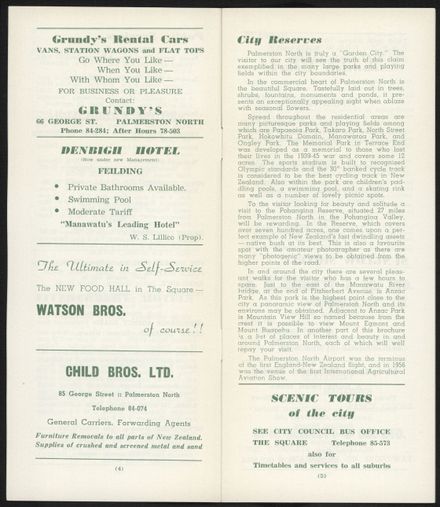 Grundy's Rental Cars
VANS, STATION WAGONS and FLAT TOPS
Go Where You Like —
When You Like —
With Whom You Like —
FOR BUSINESS OR PLEASURE
Contact:
GRUNDY'S
66 GEORGE ST. PALMERSTON NORTH
Phone 84-284; After Hours 78-503
DENBIGH HOTEL
(Now under new Management)
FEILDING
• Private Bathrooms Available.
• Swimming Pool
• Moderate Tariff
"Manawatu's Leading Hotel"
W. S. Lillico (Prop).
The Ultimate in Self-Service
The NEW FOOD HALL in The Square —
WATSON BROS.
of course!!
CHILD BROS. LTD.
85 George Street :: Palmerston North
Telephone 84-074
General Carriers, Forwarding Agents
Furniture Removals to all parts of New Zealand.
Supplies of crushed and screened metal and sand
(4)
City Reserves
Palmerston North is truly a "Garden City." The
visitor to our city will see the truth of this claim
exemplified in the many large parks and playing
fields within the city boundaries.
In the commercial heart of Palmerston North is
the beautiful Square. Tastefully laid out in trees,
shrubs, fountains, monuments and ponds, it pre-
sents an exceptionally appealing sight when ablaze
with seasonal flowers.
Spread throughout the residential areas are
many picturesque parks and playing fields among
which are Papaeoia Park, Takaro Park, North Street
Park, Hokowhitu Domain, Manawaroa Park, and
Ongley Park. The Memorial Park in Terrace End
was developed as a memorial to those who lost
their lives in the 1939-45 war and covers some 12
acres. The sports stadium is built to recognised
Olympic standards and the 30° banked cycle track
is considered to be the best cycling track in New
Zealand. Also within the park are children's pad-
dling pools, a swimming pool, and a skating rink
as well as a number of lovely picnic spots.
To the visitor looking for beauty and solitude a
visit to the Pohangina Reserve, situated 27 miles
from Palmerston North in the Pohangina Valley,
will be rewarding. In the Reserve, which covers
over seven hundred acres, one comes upon a per-
fect example of New Zealand's fast dwindling assets
—native bush at its best. This is also a favourite
spot with the amateur photographer as there are
many "photogenic" views to be obtained from the
higher points of the road.
In and around the city there are several pleas-
ant walks for the visitor who has a few hours to
spare. Just to the east of the Manawatu River
bridge, at the end of Fitzherbert Avenue, is Anzac
Park. As this park is the highest point close to the
city a panoramic view of Palmerston North and its
environs may be obtained. Adjacent to Anzac Park
is Mountain View Hill so named because from the
crest it is possible to view Mount Egmont and
Mount Ruapehu. In another part of this brochure
is a list of places of interest and beauty in and
around Palmerston North, each of which will well
repay your visit.
The Palmerston North Airport was the terminus
of the first England-New Zealand flight, and in 1956
was the venue of the first International Agricultural
Aviation Show.
SCENIC TOURS
of the city
SEE CITY COUNCIL BUS OFFICE
THE SQUARE Telephone 85-573
also for
Timetables and services to all suburbs
(5)